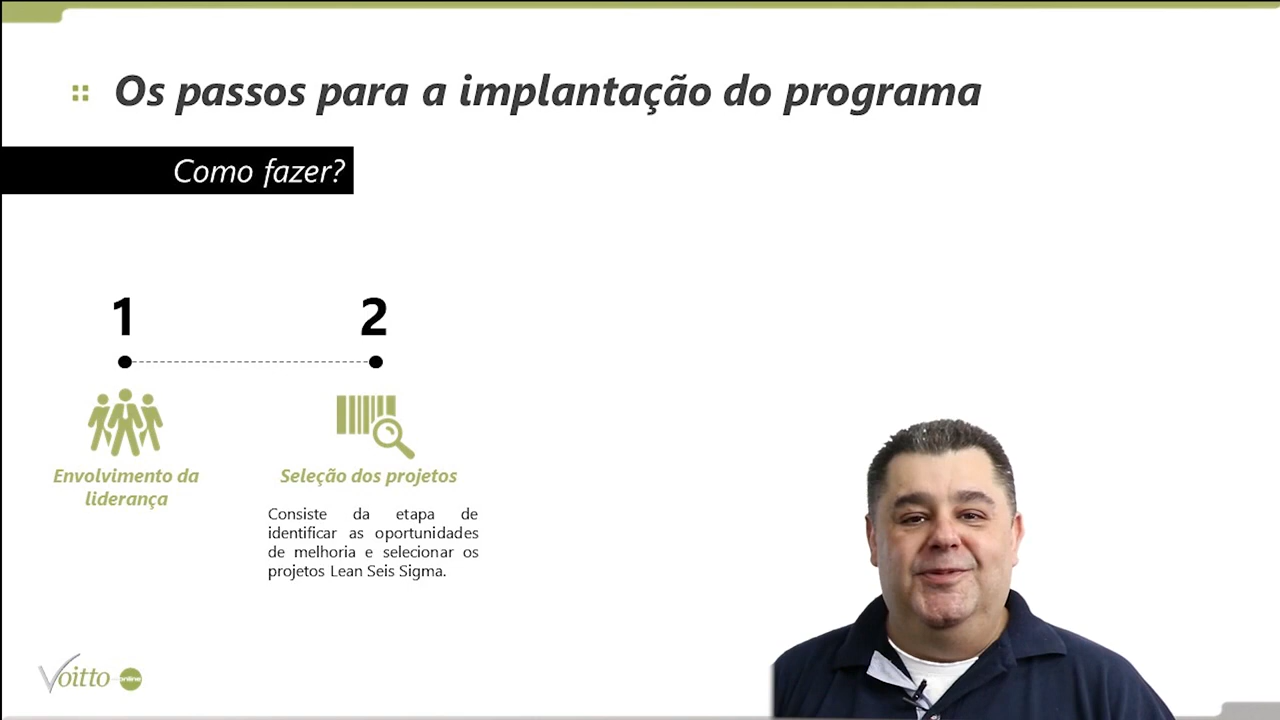 Os passos para a implantação do programa
Como fazer?
1
2
Envolvimento da
liderança
Seleção dos projetos
Consiste da etapa de
identificar as oportunidades
de melhoria e selecionar os
projetos Lean Seis Sigma.
Voitto online